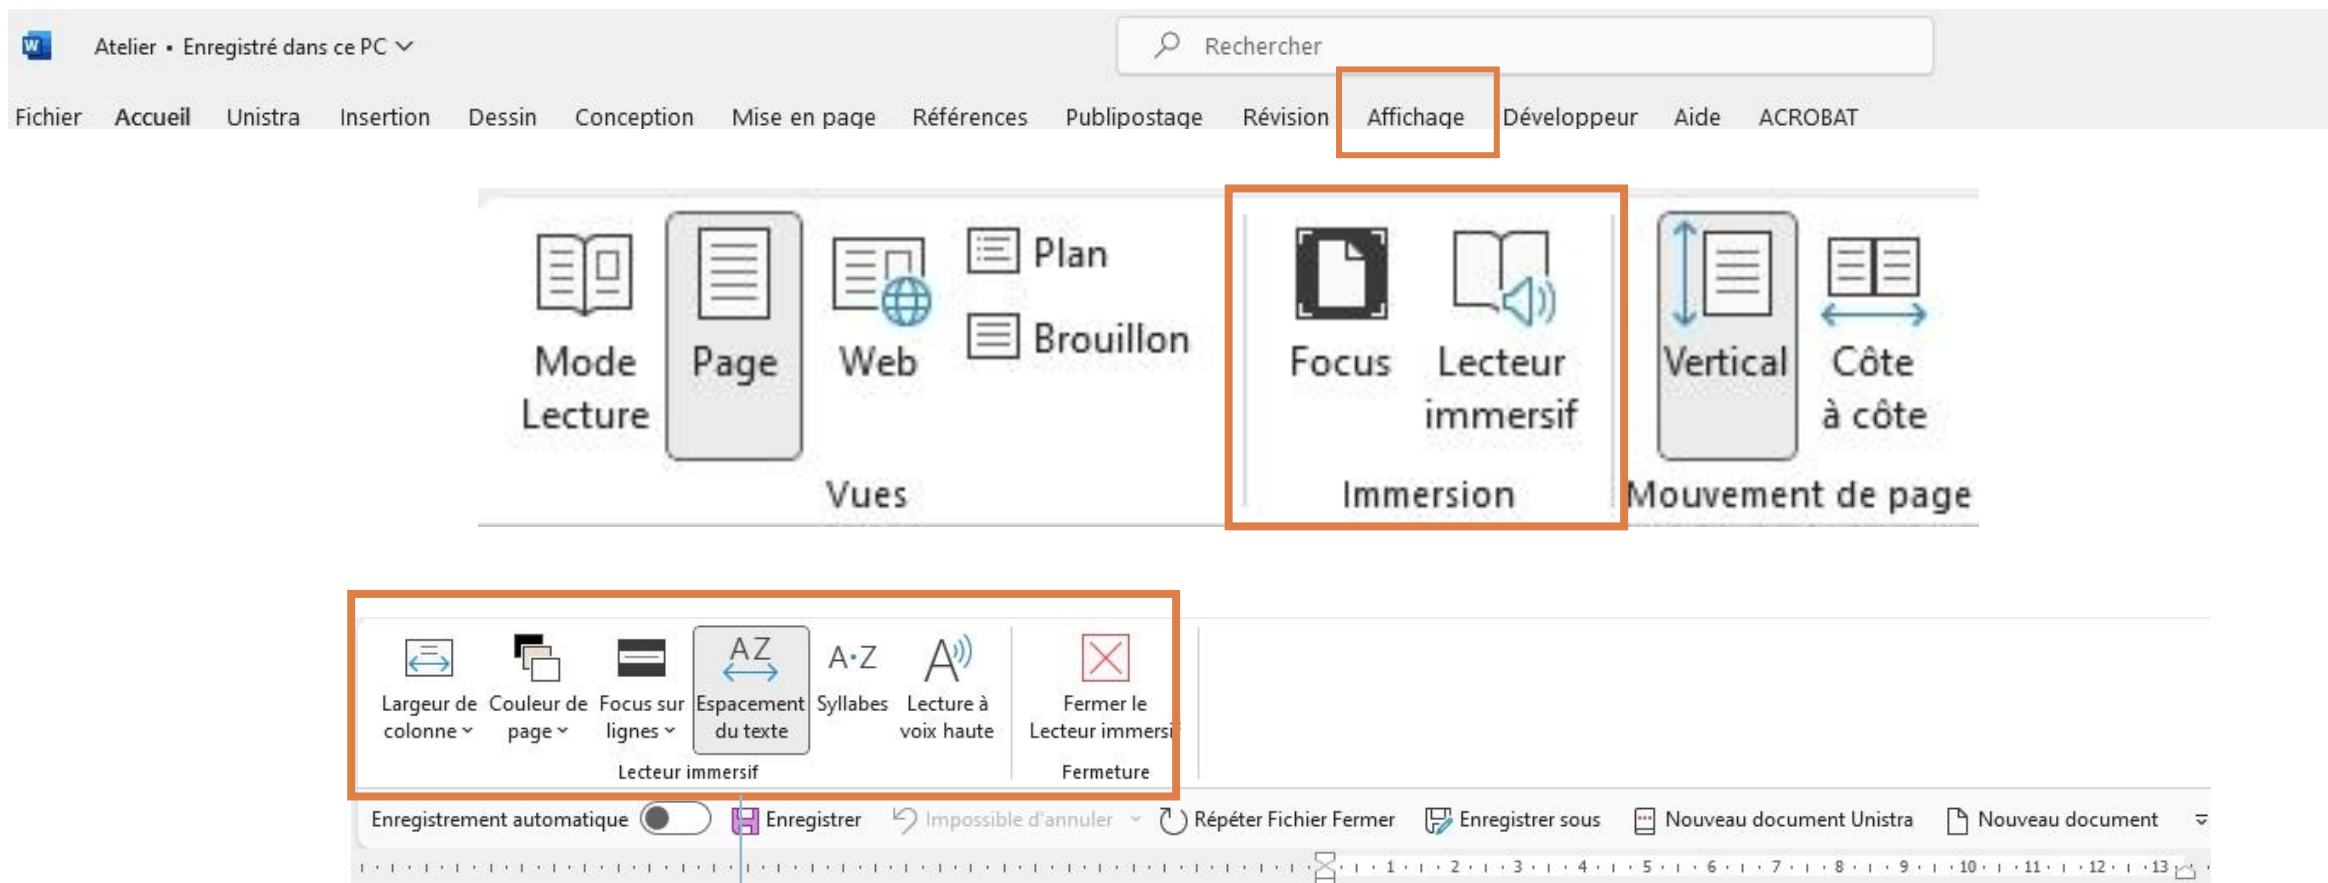 W Atelier • Enregistré dans ce PC Rechercher
Fichier Accueil Unistra Insertion Dessin Conception Mise en page Références Publipostage Révision Affichage Développeur Aide ACROBAT
Mode Lecture
Page
Web
Plan
Brouillon
Vues
Focus
Lecteur immersif
Immersion
Vertical
Côte à côte
Mouvement de page
Largeur de colonne
Couleur de page
Focus sur lignes
AZ
Espacement du texte
A·Z
Syllabes
A
Lecture à voix haute
Lecteur immersif
Fermer le Lecteur immersif
Fermeture
Enregistrement automatique Enregistrer Impossible d'annuler Répéter Fichier Fermer Enregistrer sous Nouveau document Unistra Nouveau document
1 2 3 4 5 6 7 8 9 10 11 12 13